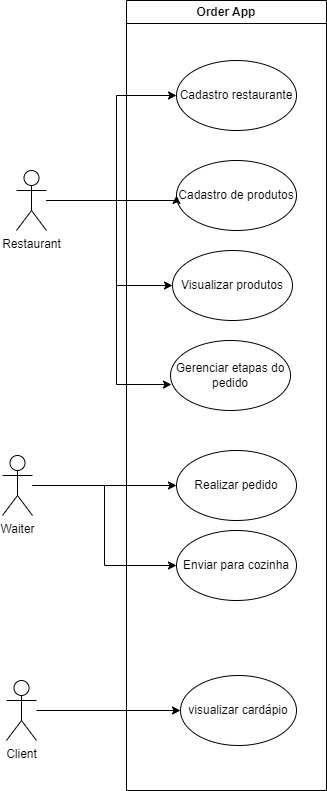 Order App
Cadastro restaurante
Cadastro de produtos
Restaurant
Visualizar produtos
Gerenciar etapas do
pedido
Realizar pedido
Waiter
Enviar para cozinha
visualizar cardápio
Client